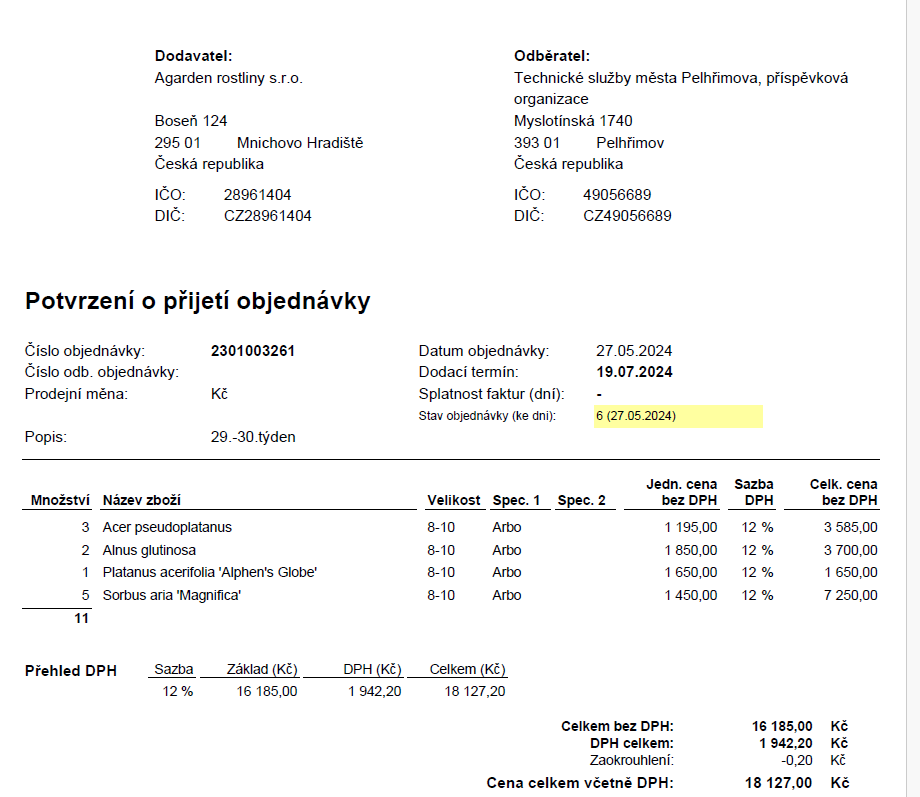 Dodavatel:
Agarden rostliny s.r.o.
Boseň 124
295 01 Mnichovo Hradiště
Česká republika
IČO: 28961404
DIČ: CZ28961404
Odběratel:
Technické služby města Pelhřimova, příspěvková
organizace
Myslotínská 1740
393 01 Pelhřimov
Česká republika
IČO: 49056689
DIČ: CZ49056689
Potvrzení o přijetí objednávky
Číslo objednávky: 2301003261
Číslo odb. objednávky:
Prodejní měna: Kč
Popis: 29.-30.týden
Datum objednávky: 27.05.2024
Dodací termín: 19.07.2024
Splatnost faktur (dní): -
Stav objednávky (ke dni): 6 (27.05.2024)
Množství Název zboží Velikost Spec. 1 Spec. 2 Jedn. cena bez DPH Sazba DPH Celk. cena bez DPH
3 Acer pseudoplatanus 8-10 Arbo 1 195,00 12 % 3 585,00
2 Alnus glutinosa 8-10 Arbo 1 850,00 12 % 3 700,00
1 Platanus acerifolia 'Alphen's Globe' 8-10 Arbo 1 650,00 12 % 1 650,00
5 Sorbus aria 'Magnifica' 8-10 Arbo 1 450,00 12 % 7 250,00
11
Přehled DPH Sazba Základ (Kč) DPH (Kč) Celkem (Kč)
12 % 16 185,00 1 942,20 18 127,20
Celkem bez DPH: 16 185,00 Kč
DPH celkem: 1 942,20 Kč
Zaokrouhlení: -0,20 Kč
Cena celkem včetně DPH: 18 127,00 Kč